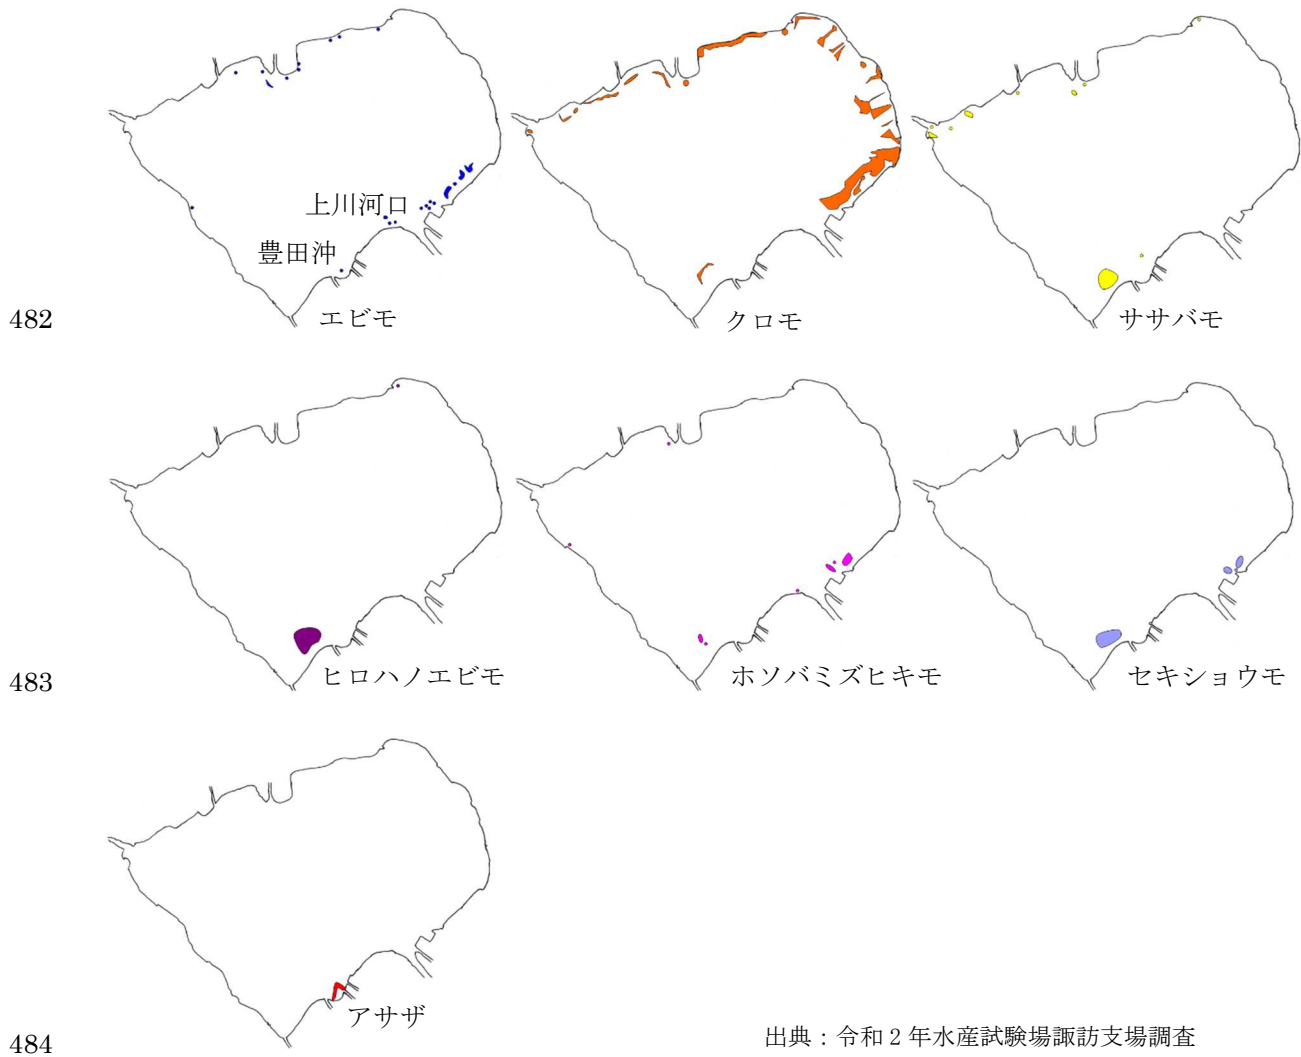 上川河口
豊田沖
482 エビモ クロモ ササバモ
483 ヒロハノエビモ ホソバミズヒキモ セキショウモ
アサザ
484 出典：令和2年水産試験場諏訪支場調査